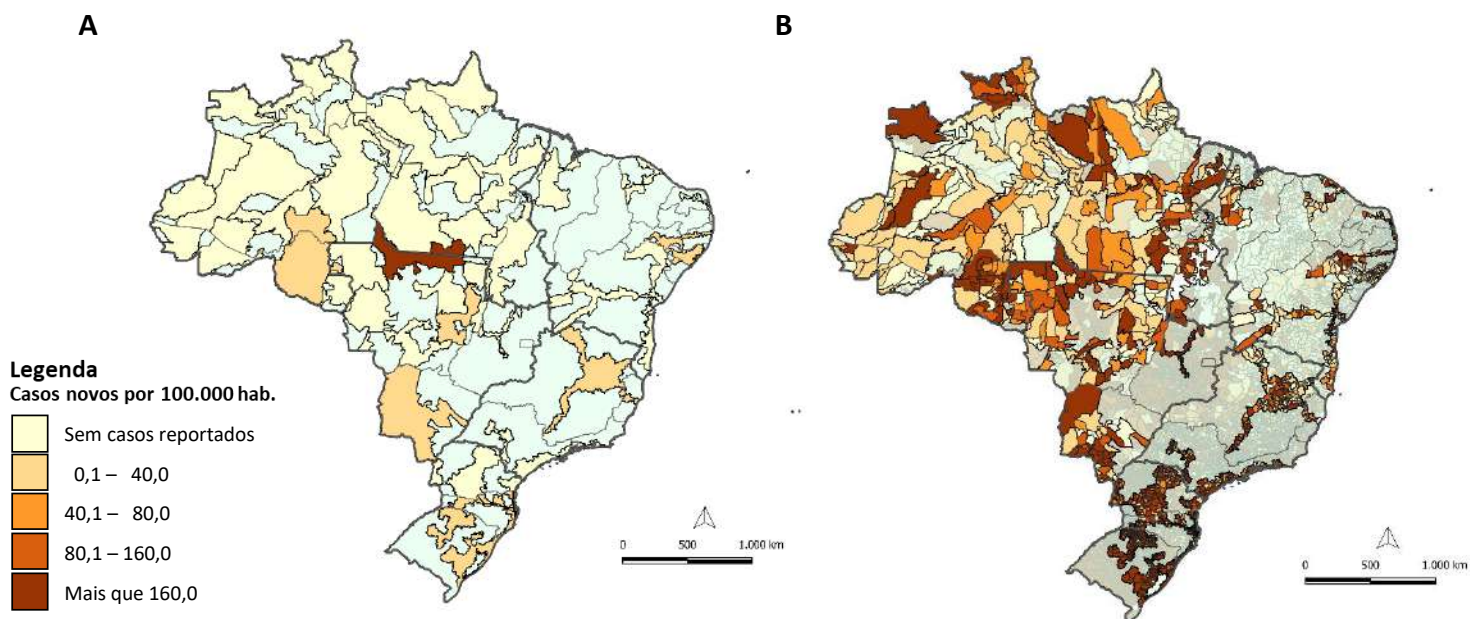 A
B
Legenda
Casos novos por 100.000 hab.
Sem casos reportados
0,1 – 40,0
40,1 – 80,0
80,1 – 160,0
Mais que 160,0
0 500 1.000 km
0 500 1.000 km